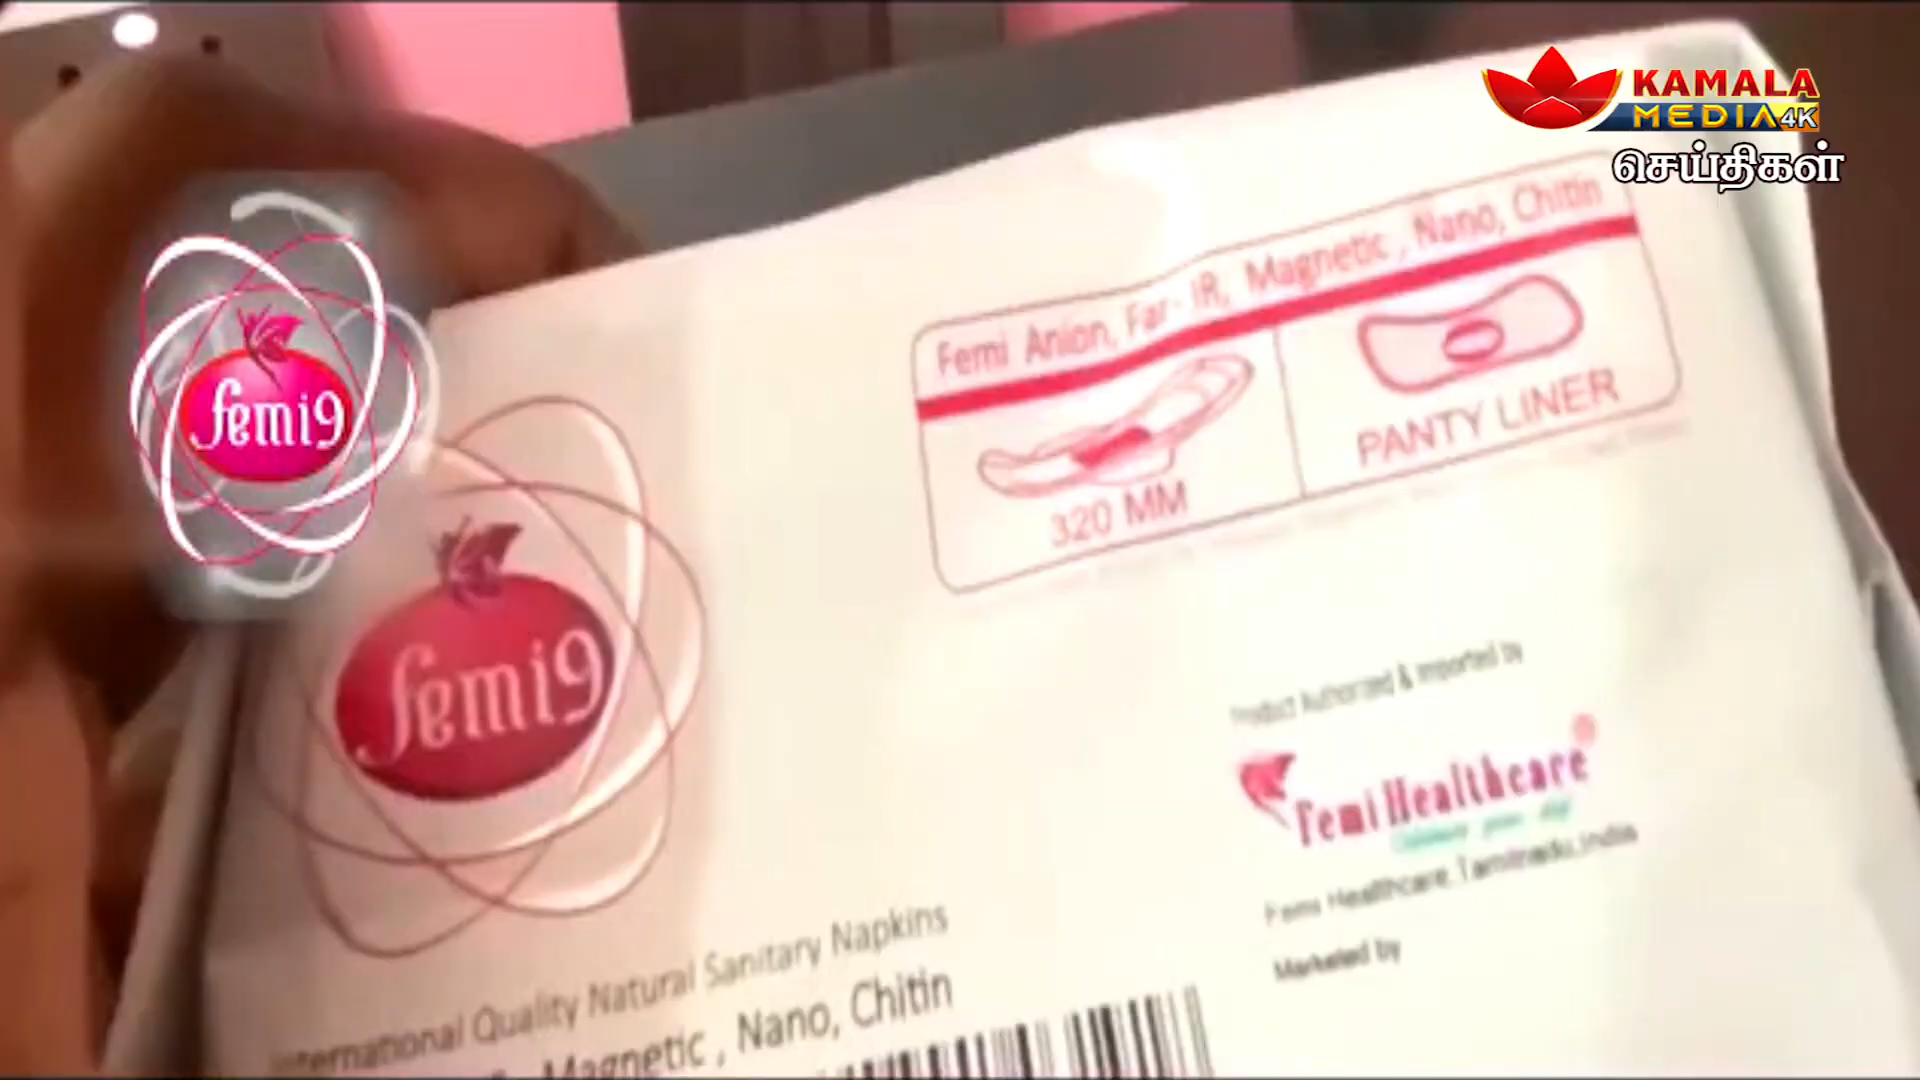 KAMALA
MEDIA 4K
செய்திகள்
femi9
Femi Anion, Far- IR, Magnetic , Nano, Chitin
320 MM
PANTY LINER
femi9
Product Authorized & Imported by
Femi Healthcare
Femi Healthcare, Tamilnadu, India
Marketed by
International Quality Natural Sanitary Napkins
Magnetic , Nano, Chitin